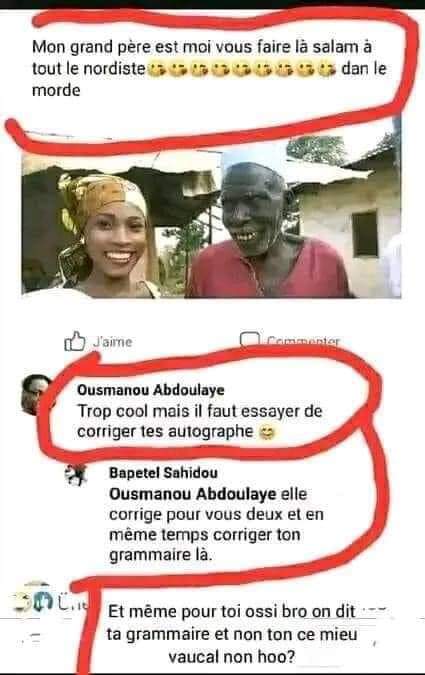 Mon grand père est moi vous faire là salam à
tout le nordiste😘😘😘😘😘😘😘😘😘 dan le
morde
J'aime
Commenter
Ousmanou Abdoulaye
Trop cool mais il faut essayer de
corriger tes autographe 😊
Bapetel Sahidou
Ousmanou Abdoulaye elle
corrige pour vous deux et en
même temps corriger ton
grammaire là.
Et même pour toi ossi bro on dit
ta grammaire et non ton ce mieu
vaucal non hoo?